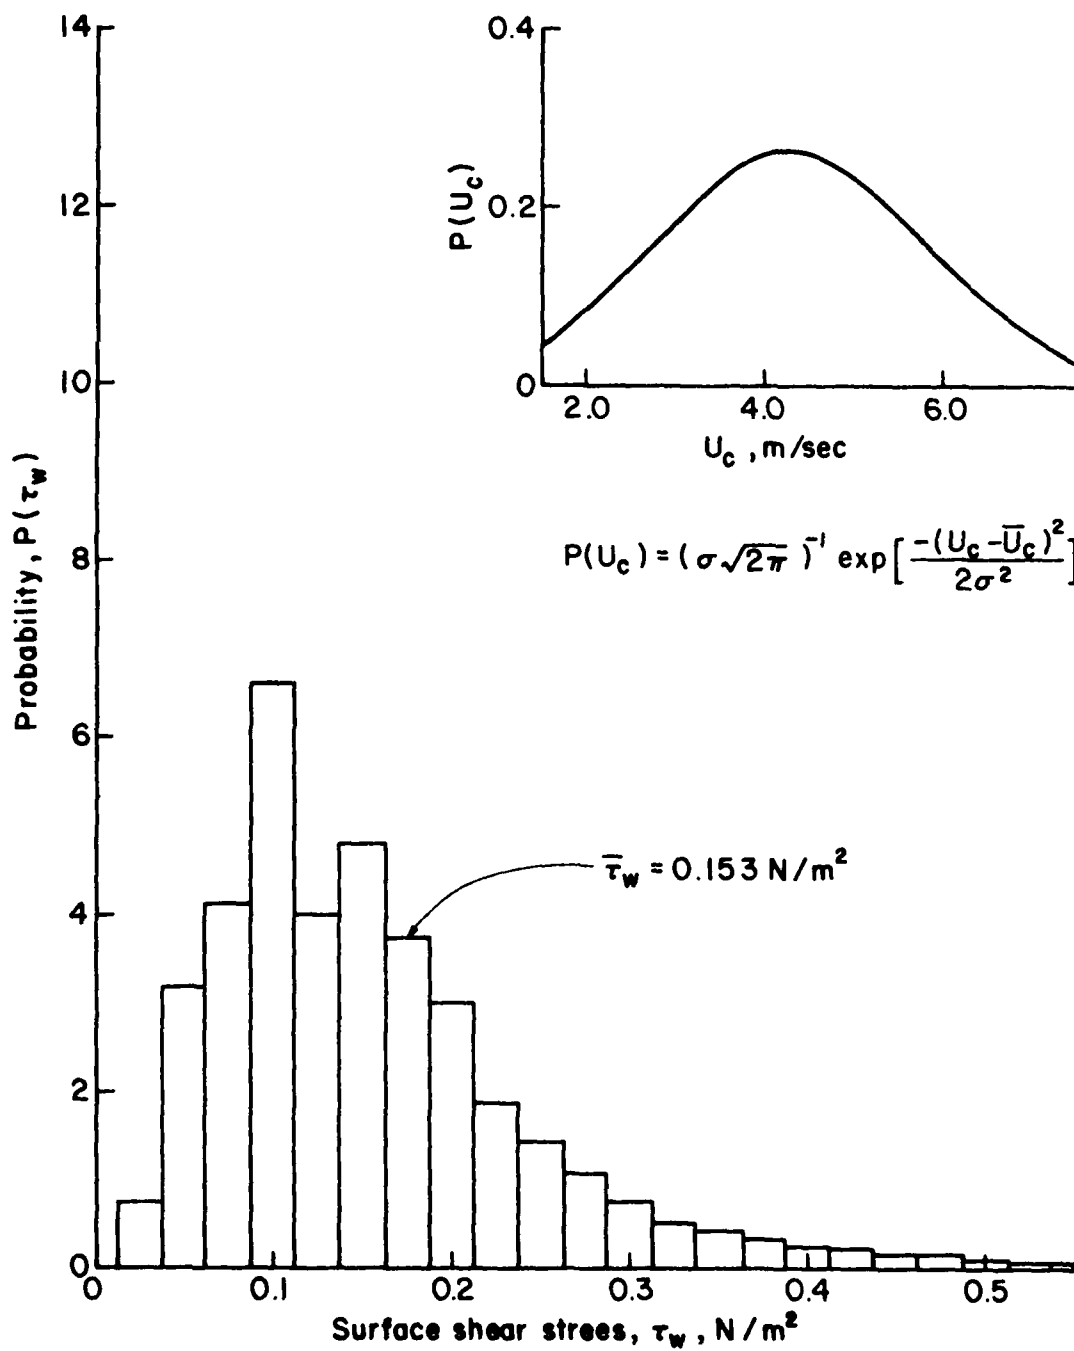 14
12
10
8
6
4
2
0
Probability, P(τw)
0 0.1 0.2 0.3 0.4 0.5
Surface shear strees, τw, N/m²
τ̅w = 0.153 N/m²
0.4
0.2
0
P(Uc)
2.0 4.0 6.0
Uc, m/sec
P(Uc) = (σ√2π)⁻¹ exp[-(Uc-U̅c)²/2σ²]